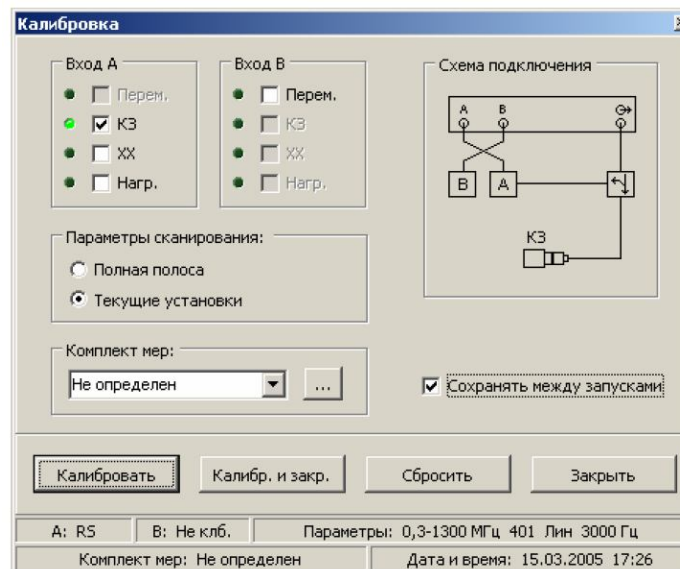 Калибровка
Вход А
Перем.
КЗ
ХХ
Нагр.
Вход В
Перем.
КЗ
ХХ
Нагр.
Схема подключения
А В
В А
КЗ
Параметры сканирования:
Полная полоса
Текущие установки
Комплект мер:
Не определен ...
Сохранять между запусками
Калибровать Калибр. и закр. Сбросить Закрыть
А: RS В: Не клб. Параметры: 0,3-1300 МГц 401 Лин 3000 Гц
Комплект мер: Не определен Дата и время: 15.03.2005 17:26